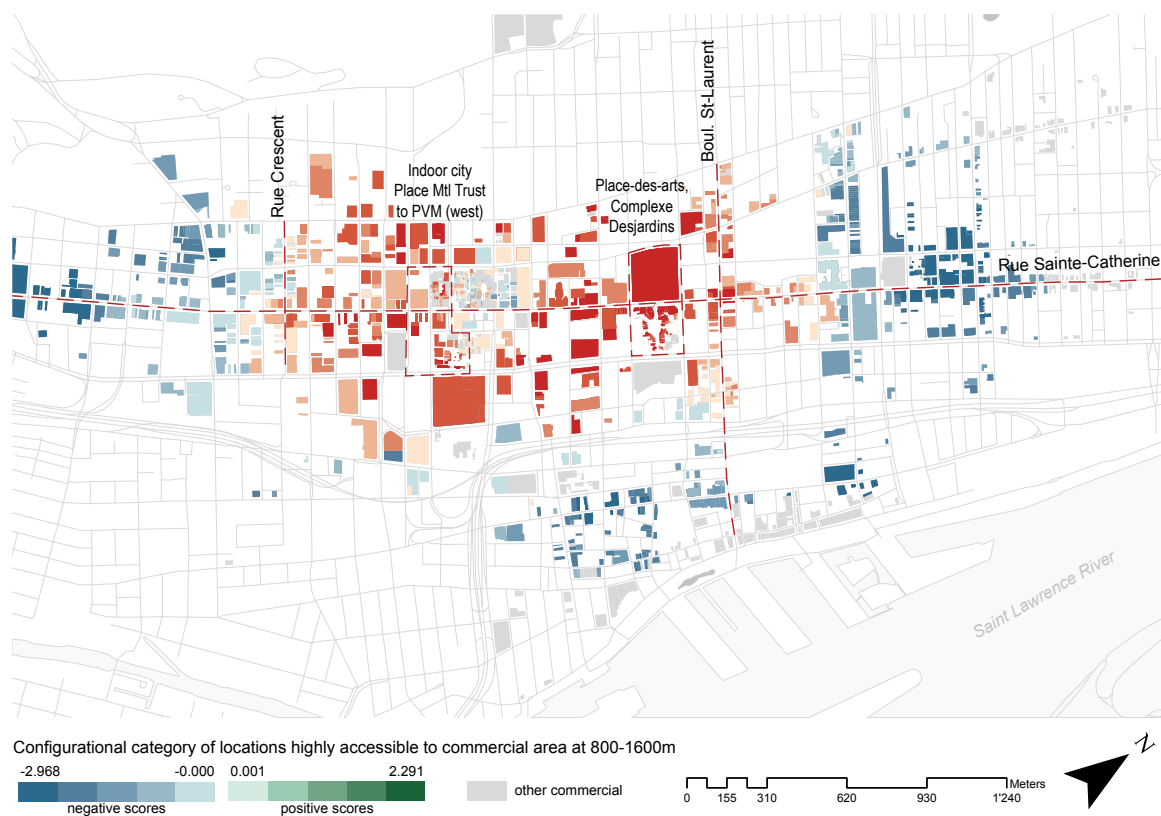 Boul. St-Laurent
Rue Crescent
Indoor city
Place Mtl Trust
to PVM (west)
Place-des-arts,
Complexe
Desjardins
Rue Sainte-Catherine
Saint Lawrence River
Configurational category of locations highly accessible to commercial area at 800-1600m
-2.968 -0.000 0.001 2.291
negative scores positive scores
other commercial
Meters
0 155 310 620 930 1'240
N